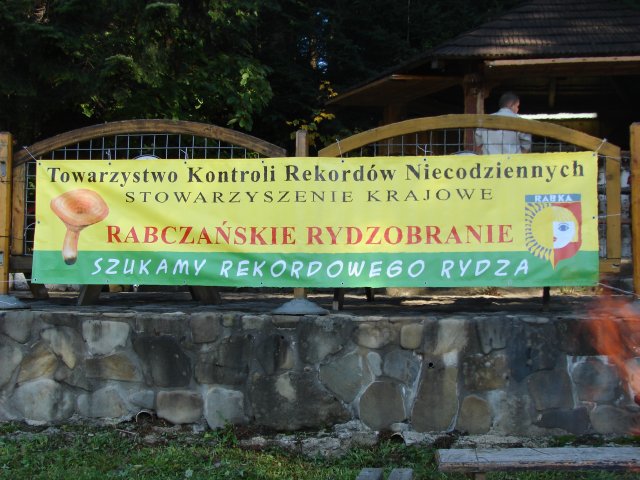 Towarzystwo Kontroli Rekordów Niecodziennych
STOWARZYSZENIE KRAJOWE
RABKA
RABCZAŃSKIE RYDZOBRANIE
SZUKAMY REKORDOWEGO RYDZA